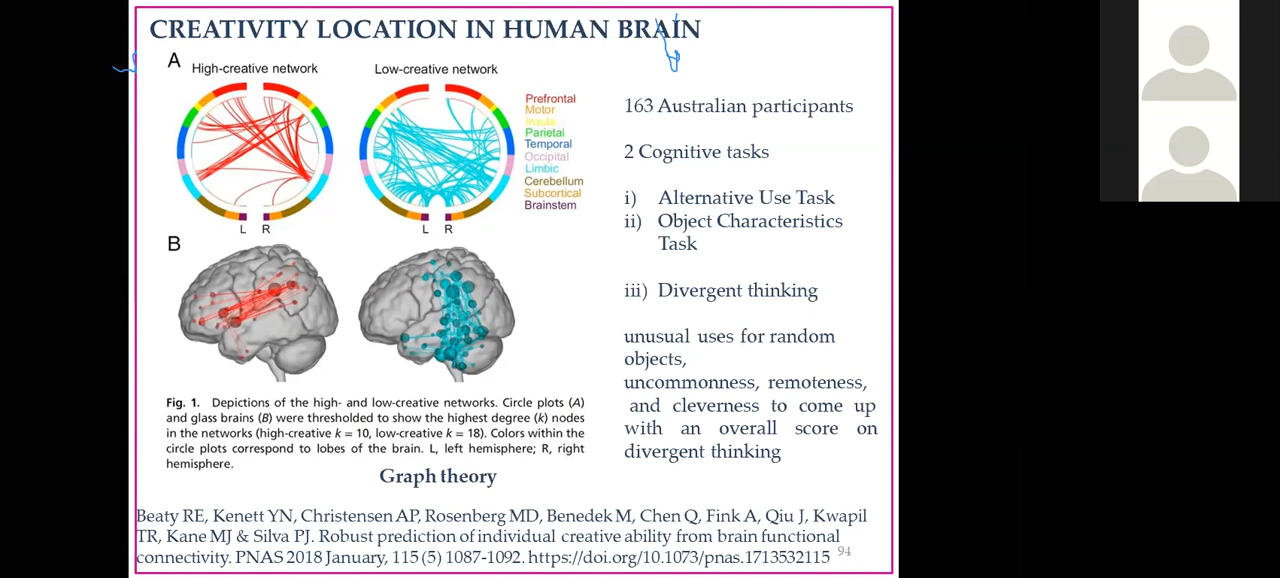 CREATIVITY LOCATION IN HUMAN BRAIN
A
High-creative network
Low-creative network
Prefrontal
Motor
Insula
Parietal
Temporal
Occipital
Limbic
Cerebellum
Subcortical
Brainstem
L R
L R
B
Fig. 1. Depictions of the high- and low-creative networks. Circle plots (A)
and glass brains (B) were thresholded to show the highest degree (k) nodes
in the networks (high-creative k = 10, low-creative k = 18). Colors within the
circle plots correspond to lobes of the brain. L, left hemisphere; R, right
hemisphere.
Graph theory
163 Australian participants
2 Cognitive tasks
i) Alternative Use Task
ii) Object Characteristics
Task
iii) Divergent thinking
unusual uses for random
objects,
uncommonness, remoteness,
and cleverness to come up
with an overall score on
divergent thinking
Beaty RE, Kenett YN, Christensen AP, Rosenberg MD, Benedek M, Chen Q, Fink A, Qiu J, Kwapil
TR, Kane MJ & Silva PJ. Robust prediction of individual creative ability from brain functional
connectivity. PNAS 2018 January, 115 (5) 1087-1092. https://doi.org/10.1073/pnas.1713532115
94